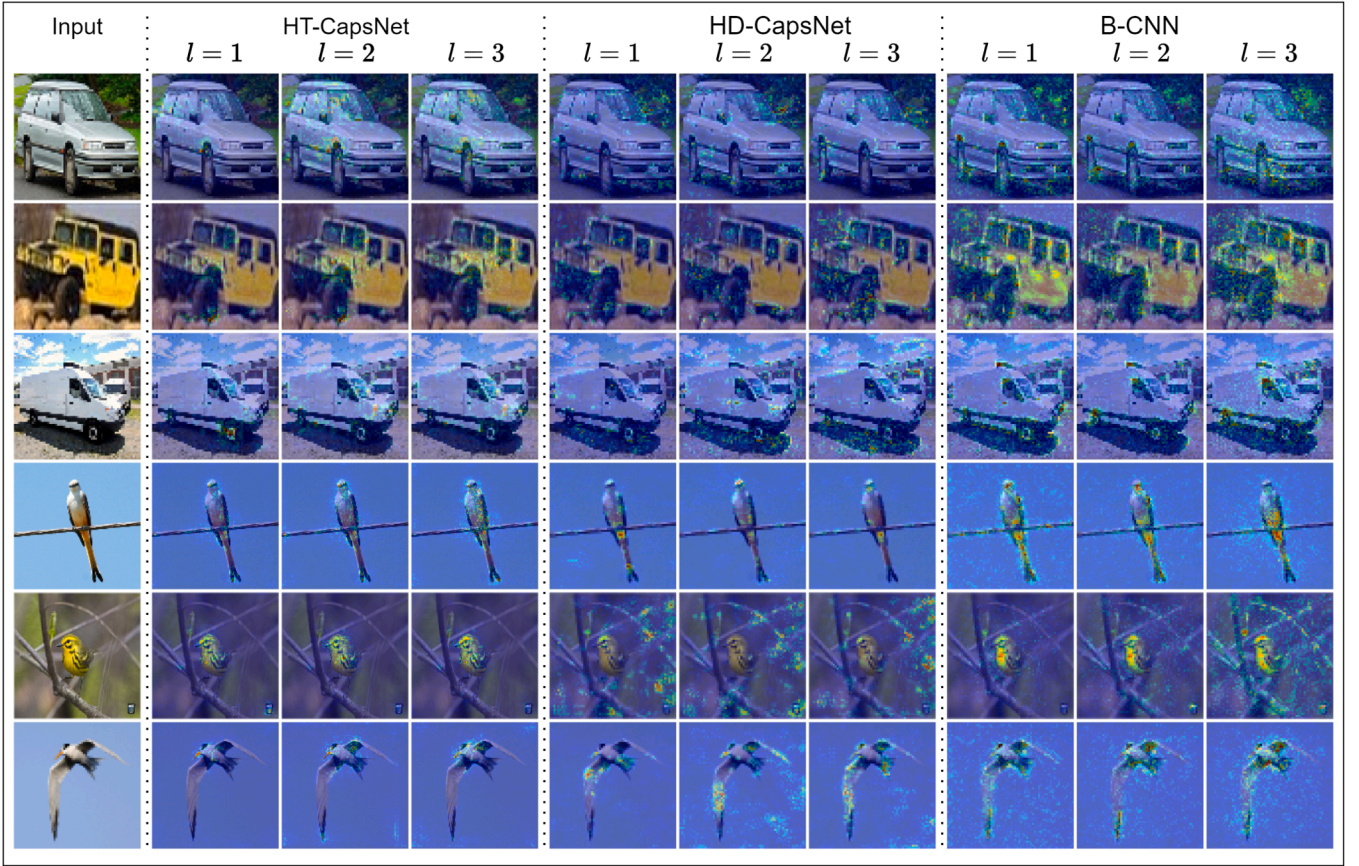 Input HT-CapsNet HD-CapsNet B-CNN
l = 1 l = 2 l = 3 l = 1 l = 2 l = 3 l = 1 l = 2 l = 3